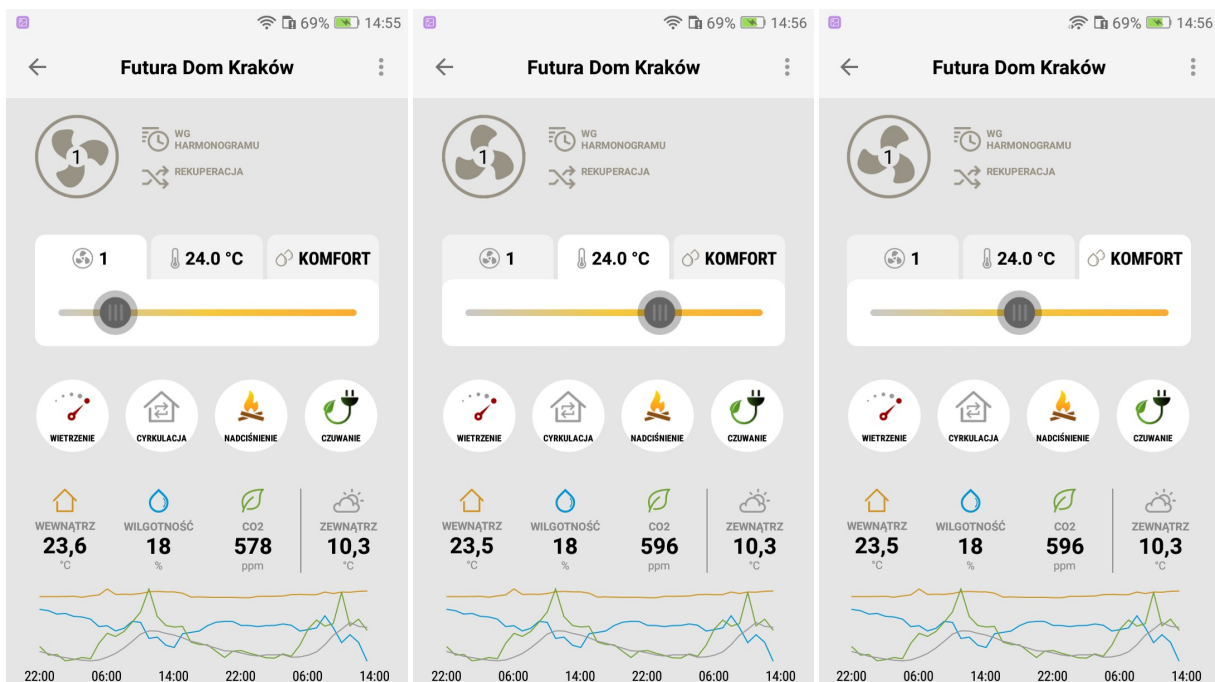 69% 14:55
Futura Dom Kraków
1
WG
HARMONOGRAMU
REKUPERACJA
1 24.0 °C KOMFORT
WIETRZENIE CYRKULACJA NADCIŚNIENIE CZUWANIE
WEWNĄTRZ WILGOTNOŚĆ CO2 ZEWNĄTRZ
23,6 18 578 10,3
°C % ppm °C
22:00 06:00 14:00 22:00 06:00 14:00
69% 14:56
Futura Dom Kraków
1
WG
HARMONOGRAMU
REKUPERACJA
1 24.0 °C KOMFORT
WIETRZENIE CYRKULACJA NADCIŚNIENIE CZUWANIE
WEWNĄTRZ WILGOTNOŚĆ CO2 ZEWNĄTRZ
23,5 18 596 10,3
°C % ppm °C
22:00 06:00 14:00 22:00 06:00 14:00
69% 14:56
Futura Dom Kraków
1
WG
HARMONOGRAMU
REKUPERACJA
1 24.0 °C KOMFORT
WIETRZENIE CYRKULACJA NADCIŚNIENIE CZUWANIE
WEWNĄTRZ WILGOTNOŚĆ CO2 ZEWNĄTRZ
23,5 18 596 10,3
°C % ppm °C
22:00 06:00 14:00 22:00 06:00 14:00